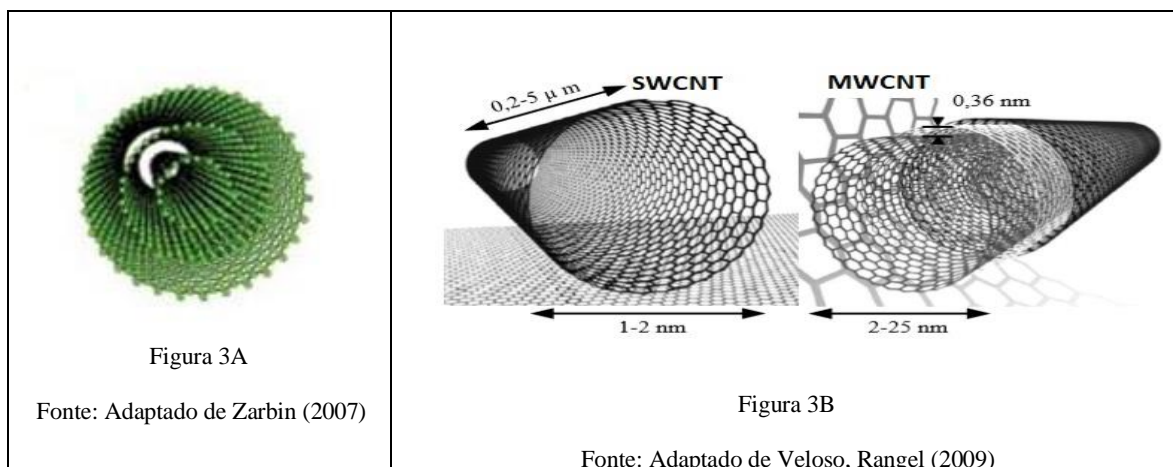 Figura 3A
Fonte: Adaptado de Zarbin (2007)
0,2-5 µ m
SWCNT
1-2 nm
MWCNT
0,36 nm
2-25 nm
Figura 3B
Fonte: Adaptado de Veloso, Rangel (2009)